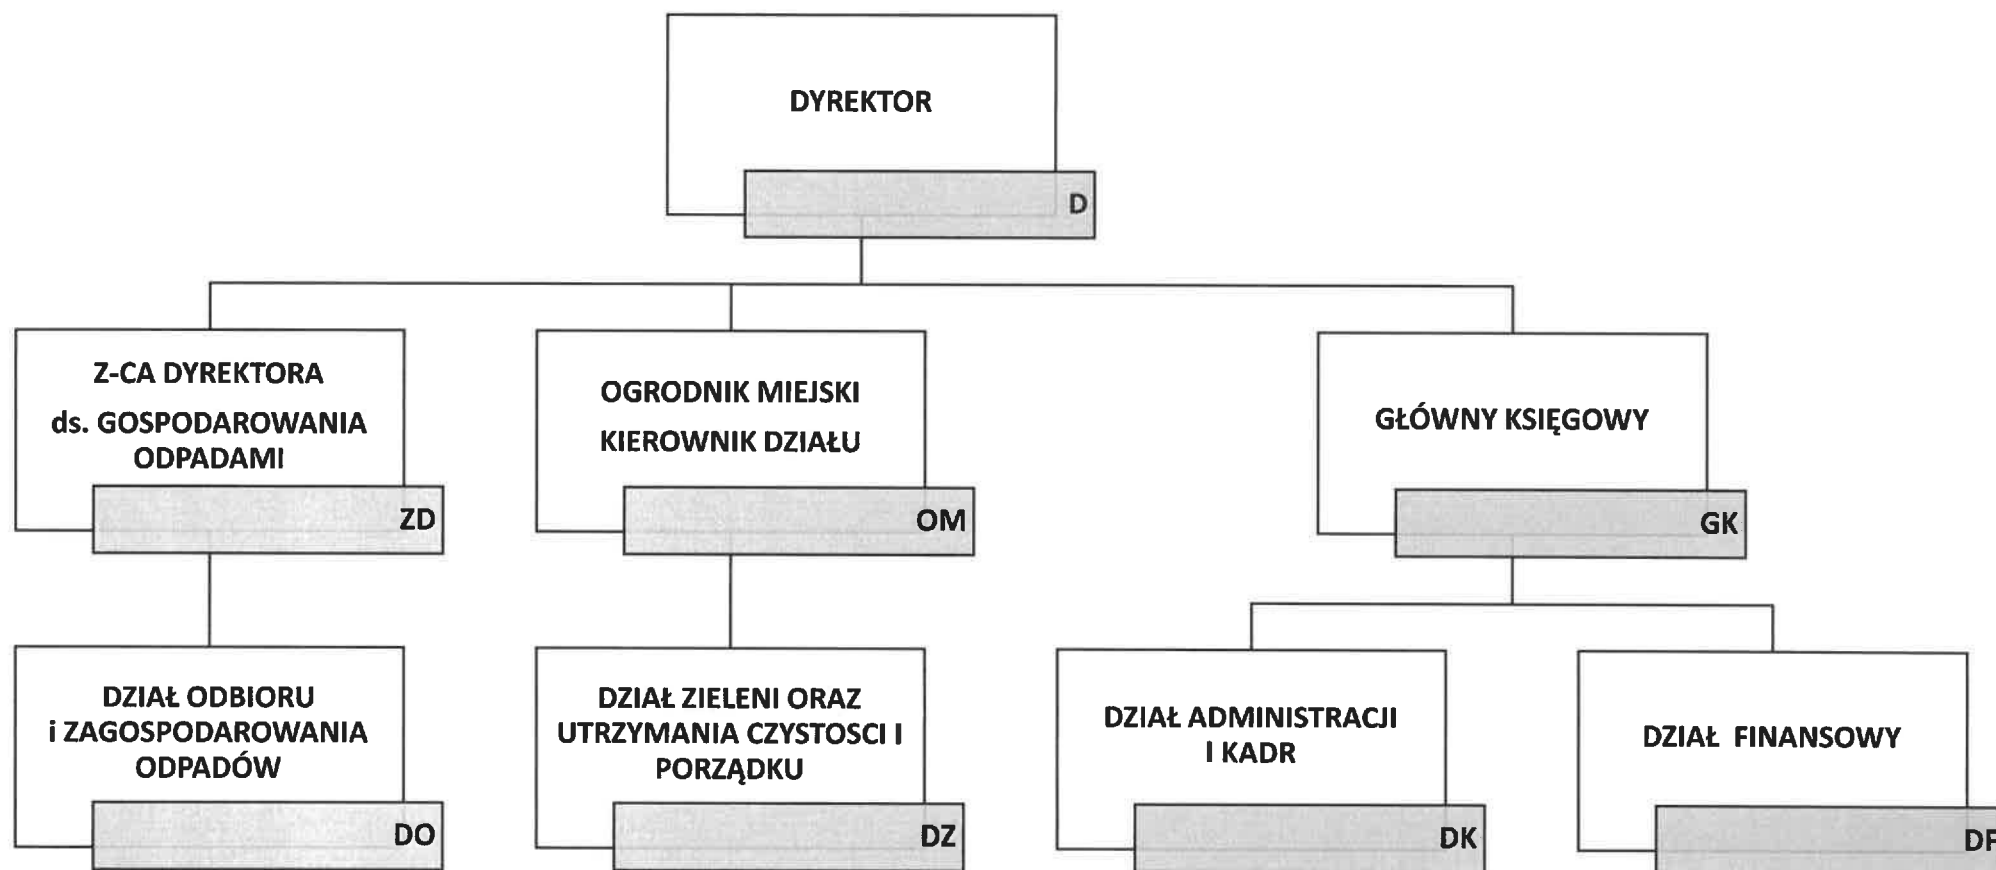 DYREKTOR
D
Z-CA DYREKTORA
ds. GOSPODAROWANIA
ODPADAMI
ZD
OGRODNIK MIEJSKI
KIEROWNIK DZIAŁU
OM
GŁÓWNY KSIĘGOWY
GK
DZIAŁ ODBIORU
i ZAGOSPODAROWANIA
ODPADÓW
DO
DZIAŁ ZIELENI ORAZ
UTRZYMANIA CZYSTOSCI I
PORZĄDKU
DZ
DZIAŁ ADMINISTRACJI
I KADR
DK
DZIAŁ FINANSOWY
DF